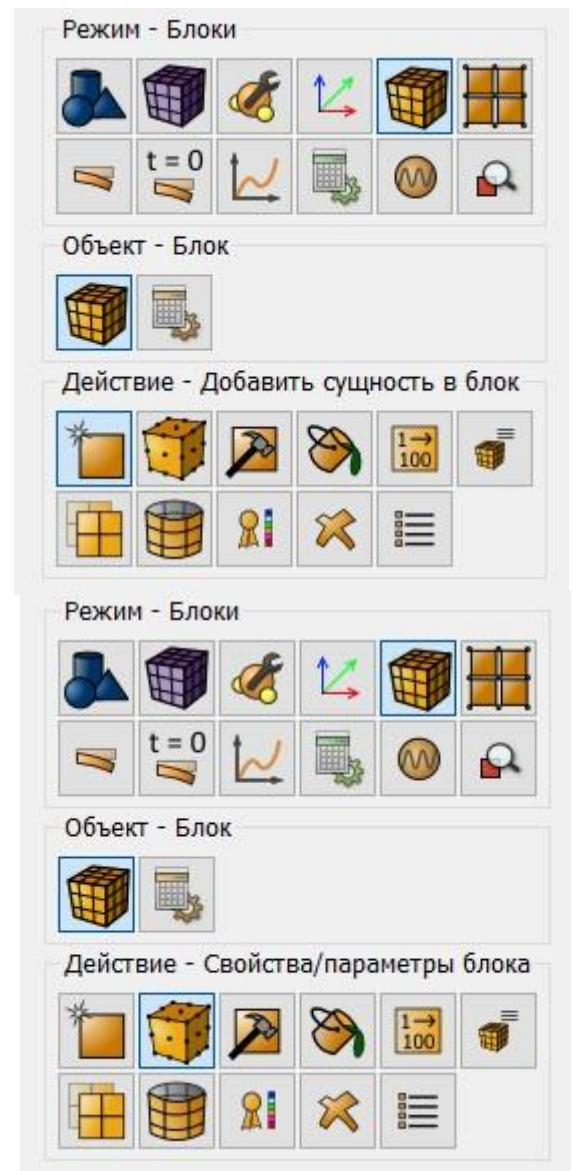 Режим - Блоки
t = 0
Объект - Блок
Действие - Добавить сущность в блок
1→
100
Режим - Блоки
t = 0
Объект - Блок
Действие - Свойства/параметры блока
1→
100